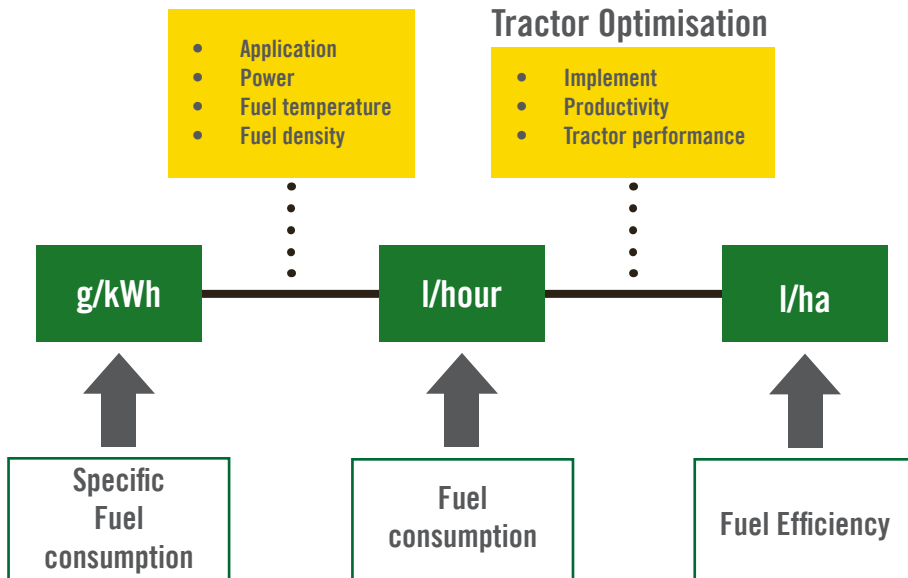 Tractor Optimisation
• Application
• Power
• Fuel temperature
• Fuel density
• Implement
• Productivity
• Tractor performance
g/kWh
l/hour
l/ha
Specific
Fuel
consumption
Fuel
consumption
Fuel Efficiency